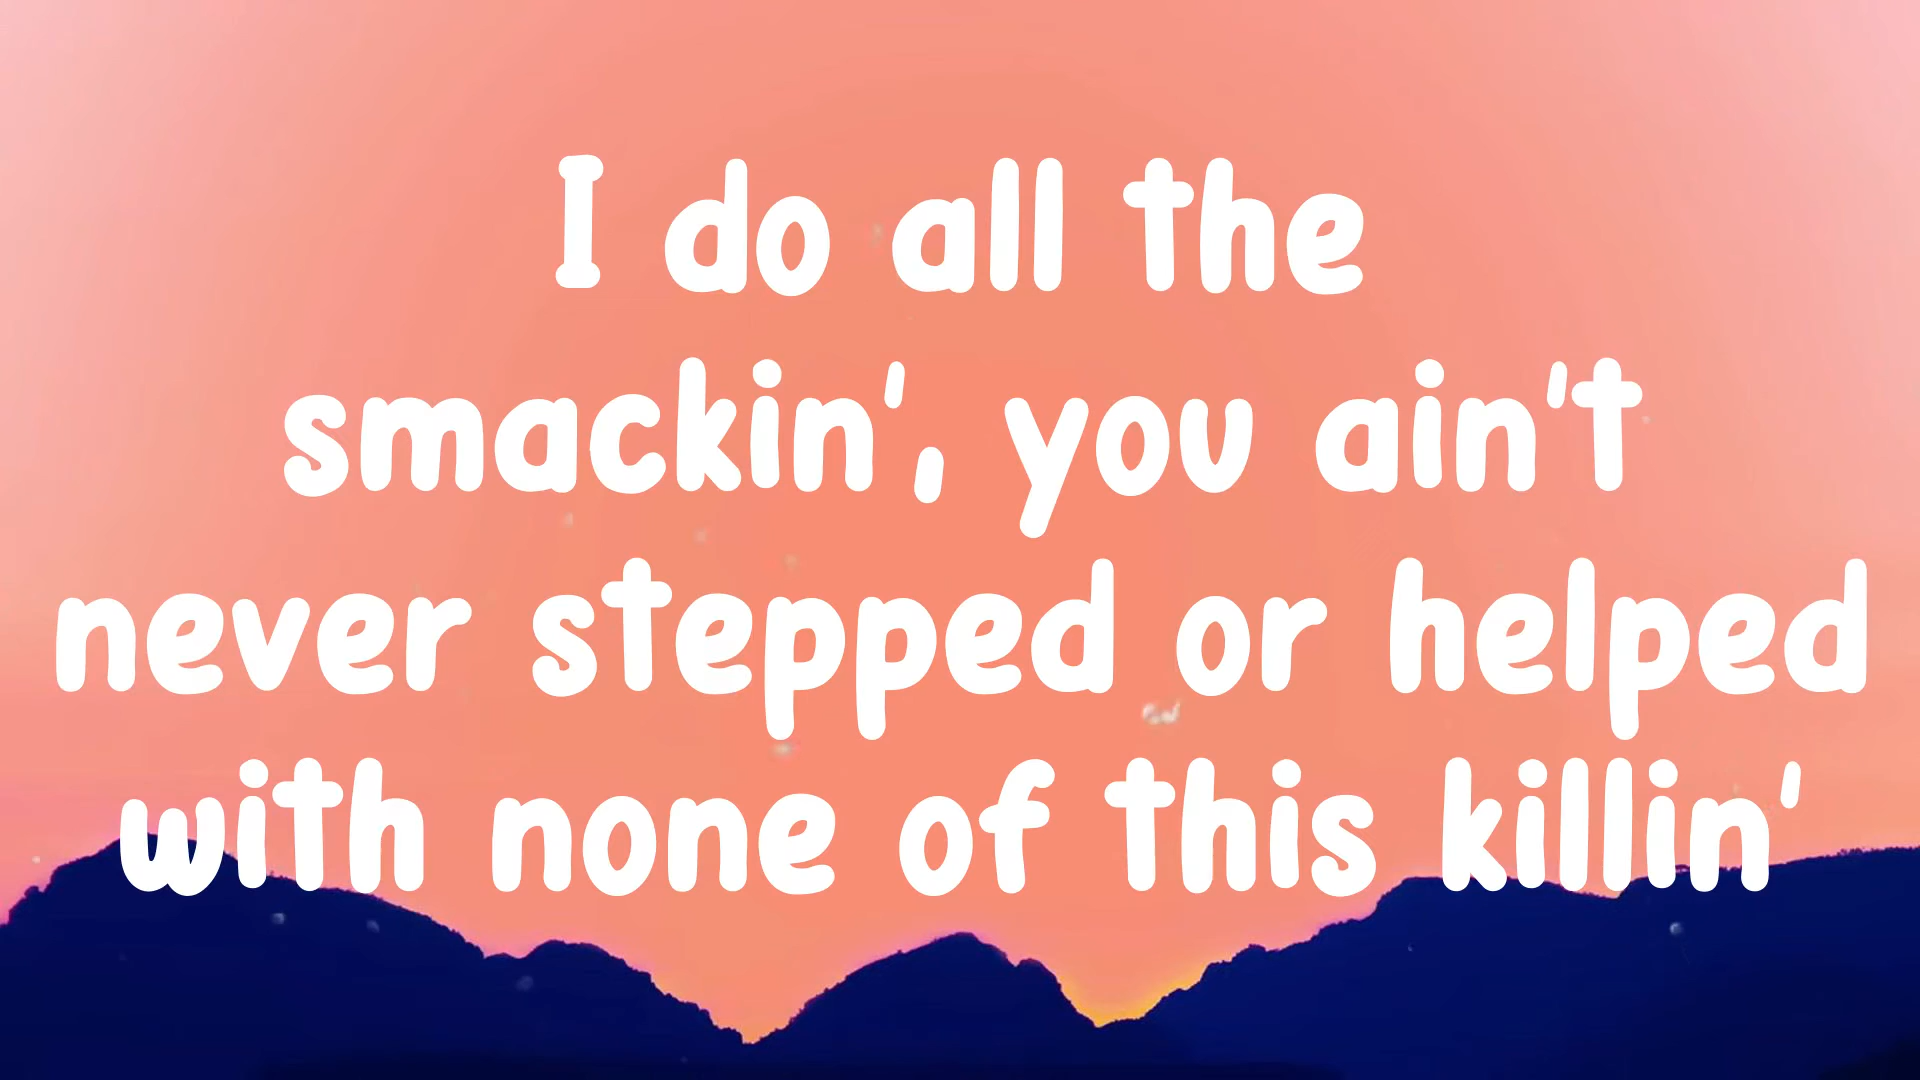 I do all the
smackin', you ain't
never stepped or helped
with none of this killin'